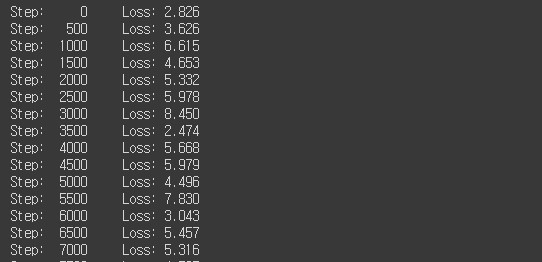 Step:     0     Loss: 2.826
Step:   500     Loss: 3.626
Step:  1000     Loss: 6.615
Step:  1500     Loss: 4.653
Step:  2000     Loss: 5.332
Step:  2500     Loss: 5.978
Step:  3000     Loss: 8.450
Step:  3500     Loss: 2.474
Step:  4000     Loss: 5.668
Step:  4500     Loss: 5.979
Step:  5000     Loss: 4.496
Step:  5500     Loss: 7.830
Step:  6000     Loss: 3.043
Step:  6500     Loss: 5.457
Step:  7000     Loss: 5.316